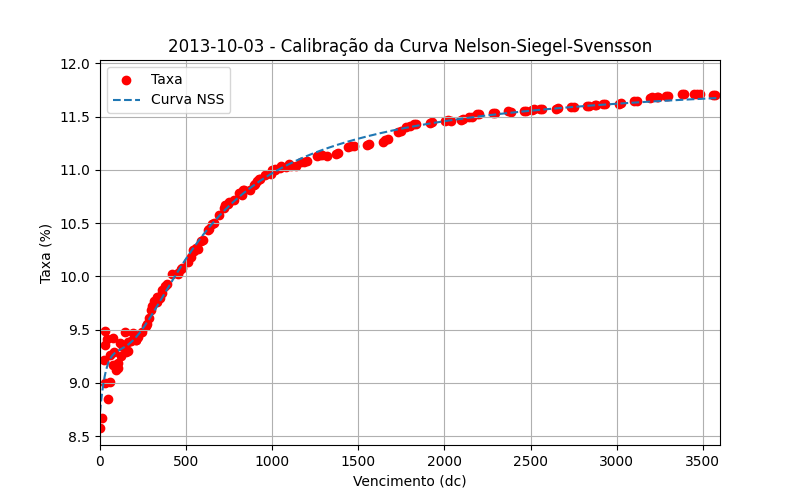 2013-10-03 - Calibração da Curva Nelson-Siegel-Svensson
Taxa
Curva NSS
12.0
11.5
11.0
10.5
10.0
9.5
9.0
8.5
Taxa (%)
0 500 1000 1500 2000 2500 3000 3500
Vencimento (dc)